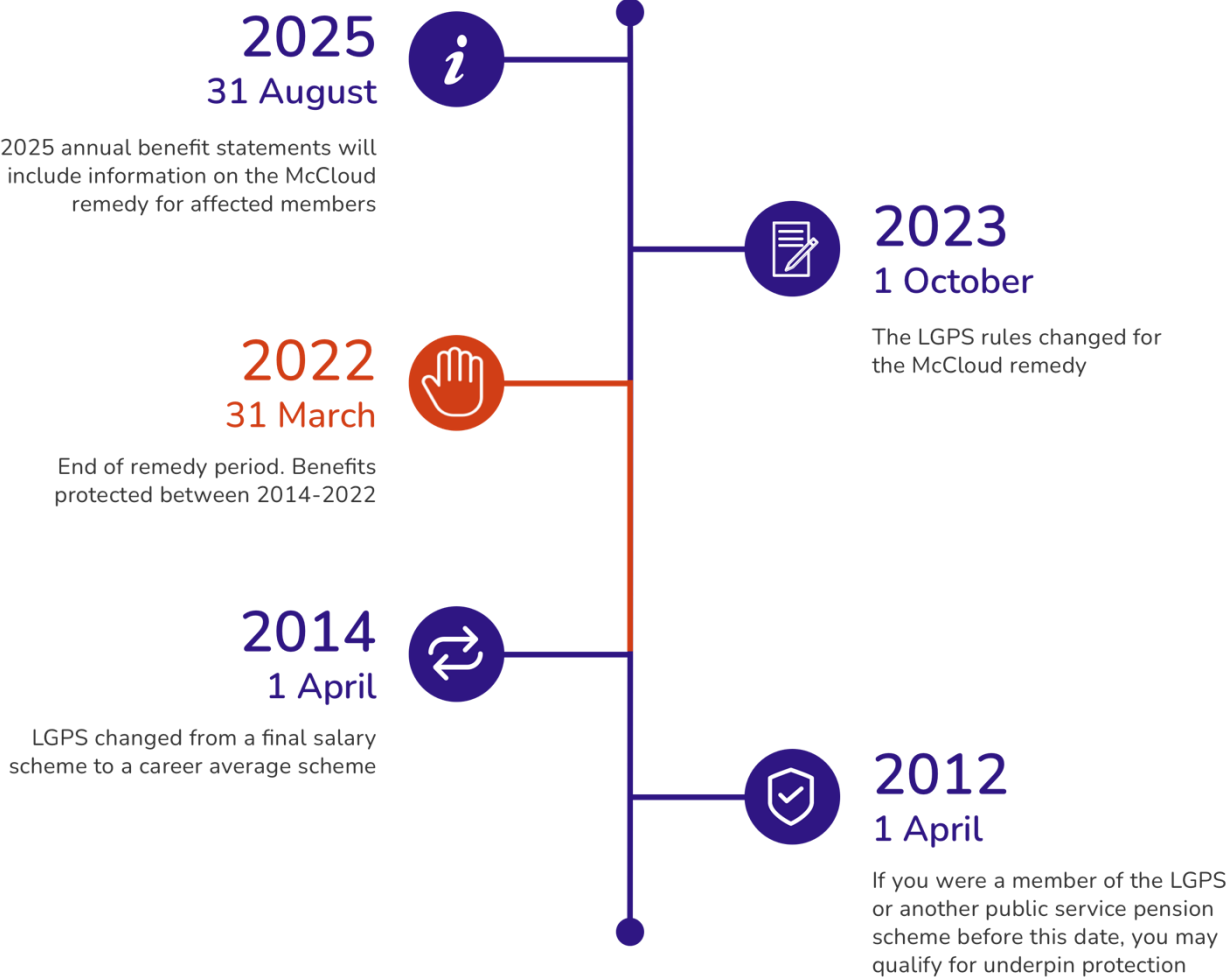 2025
31 August
2025 annual benefit statements will
include information on the McCloud
remedy for affected members
2023
1 October
The LGPS rules changed for
the McCloud remedy
2022
31 March
End of remedy period. Benefits
protected between 2014-2022
2014
1 April
LGPS changed from a final salary
scheme to a career average scheme
2012
1 April
If you were a member of the LGPS
or another public service pension
scheme before this date, you may
qualify for underpin protection